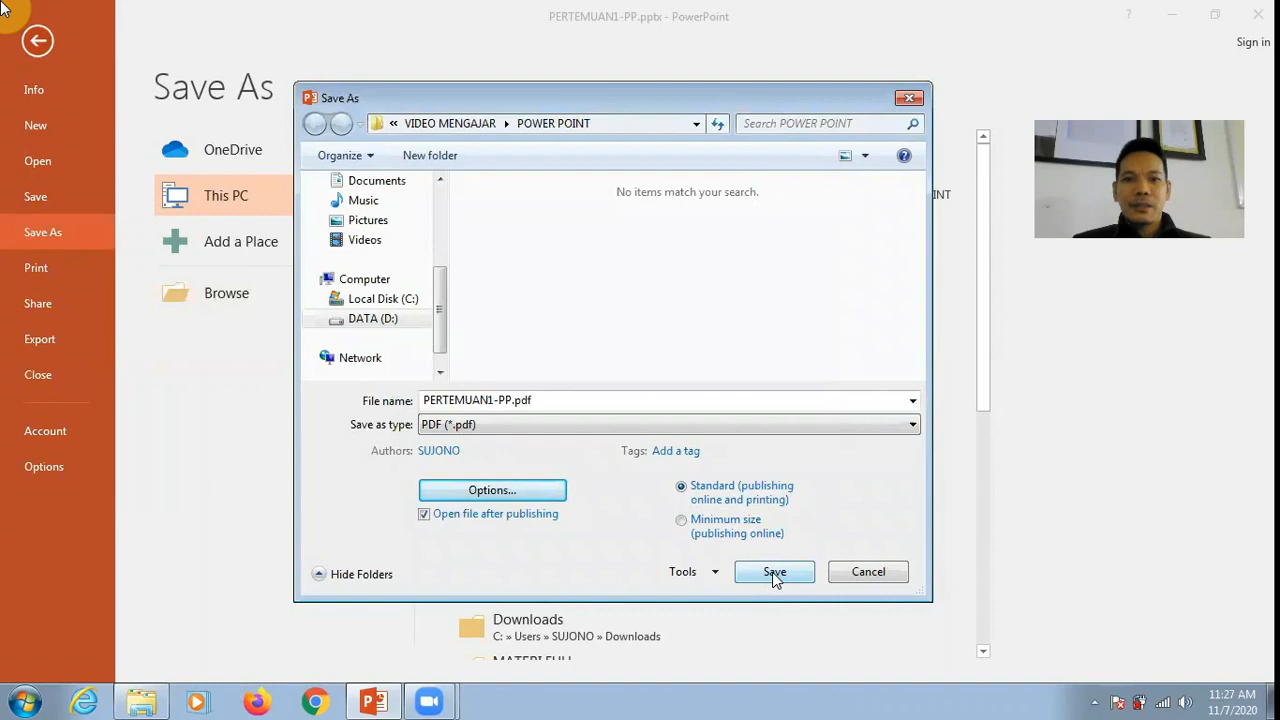 PERTEMUAN1-PP.pptx - PowerPoint
?
Sign in
Info
New
Open
Save
Save As
Print
Share
Export
Close
Account
Options
Save As
OneDrive
This PC
Add a Place
Browse
Save As
« VIDEO MENGAJAR POWER POINT
Search POWER POINT
Organize
New folder
?
Documents
Music
Pictures
Videos
Computer
Local Disk (C:)
DATA (D:)
Network
No items match your search.
File name: PERTEMUAN1-PP.pdf
Save as type: PDF (*.pdf)
Authors: SUJONO
Tags: Add a tag
Options...
Open file after publishing
Standard (publishing
online and printing)
Minimum size
(publishing online)
Hide Folders
Tools
Save
Cancel
INT
Downloads
C: » Users » SUJONO » Downloads
11:27 AM
11/7/2020